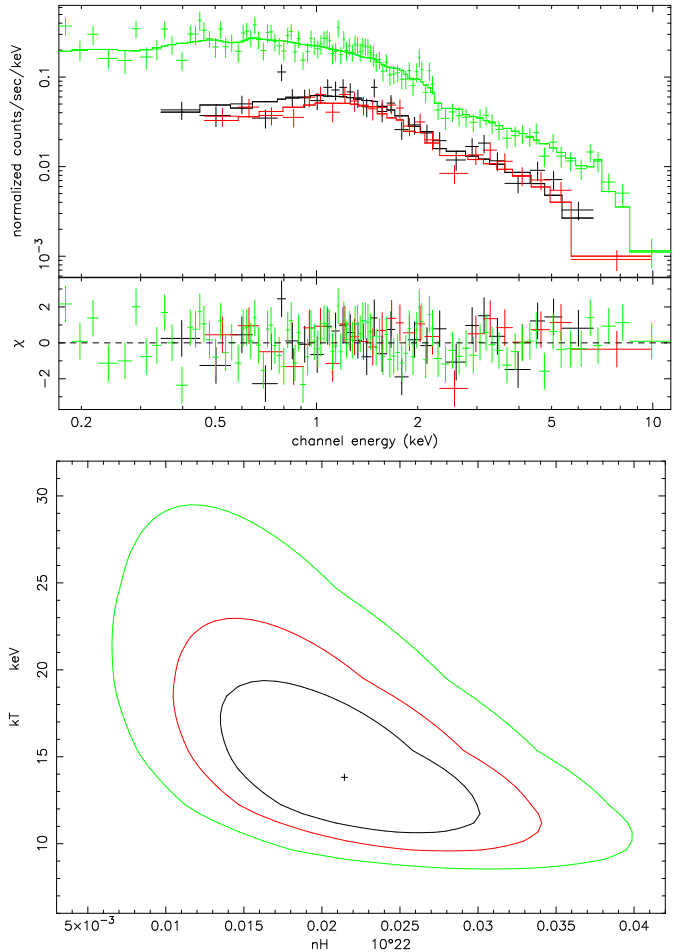 normalized counts/sec/keV
0.1
0.01
10⁻³
χ
2
0
−2
0.2 0.5 1 2 5 10
channel energy (keV)
kT keV
30
25
20
15
10
5×10⁻³ 0.01 0.015 0.02 0.025 0.03 0.035 0.04
nH 10^22